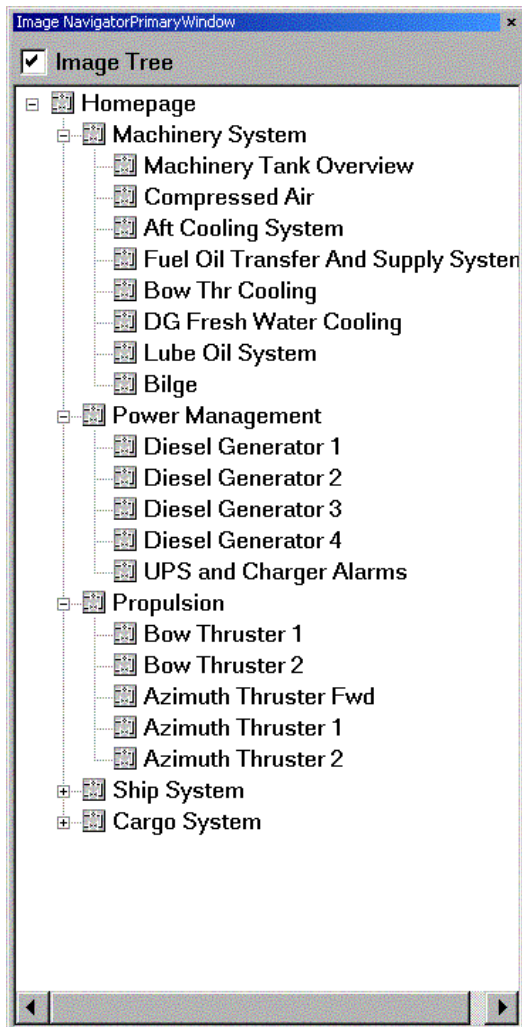 Image NavigatorPrimaryWindow
Image Tree
Homepage
Machinery System
Machinery Tank Overview
Compressed Air
Aft Cooling System
Fuel Oil Transfer And Supply System
Bow Thr Cooling
DG Fresh Water Cooling
Lube Oil System
Bilge
Power Management
Diesel Generator 1
Diesel Generator 2
Diesel Generator 3
Diesel Generator 4
UPS and Charger Alarms
Propulsion
Bow Thruster 1
Bow Thruster 2
Azimuth Thruster Fwd
Azimuth Thruster 1
Azimuth Thruster 2
Ship System
Cargo System